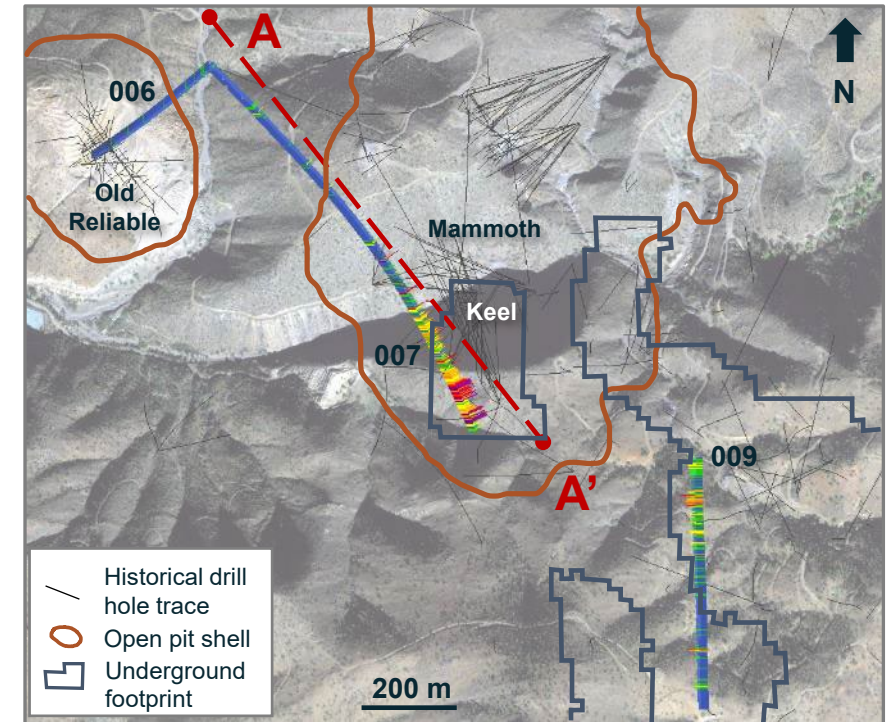 A
N
006
Old
Reliable
Mammoth
Keel
007
009
A’
Historical drill
hole trace
Open pit shell
Underground
footprint
200 m